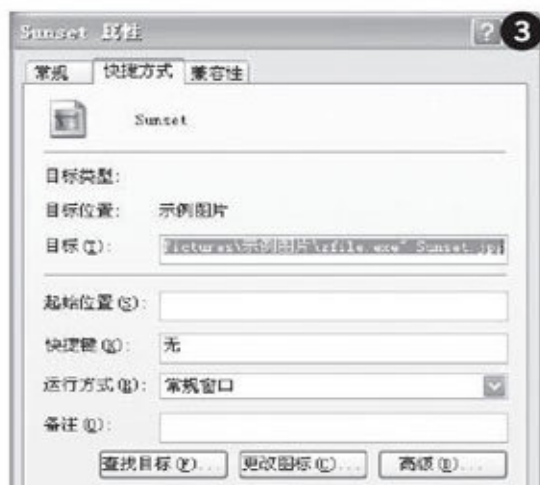 Sunset 属性
? 3
常规 快捷方式 兼容性
Sunset
目标类型:
目标位置: 示例图片
目标(T): Pictures\示例图片\zfile.exe" Sunset.jpg
起始位置(S):
快捷键(K): 无
运行方式(R): 常规窗口
备注(O):
查找目标(F)... 更改图标(C)... 高级(D)...